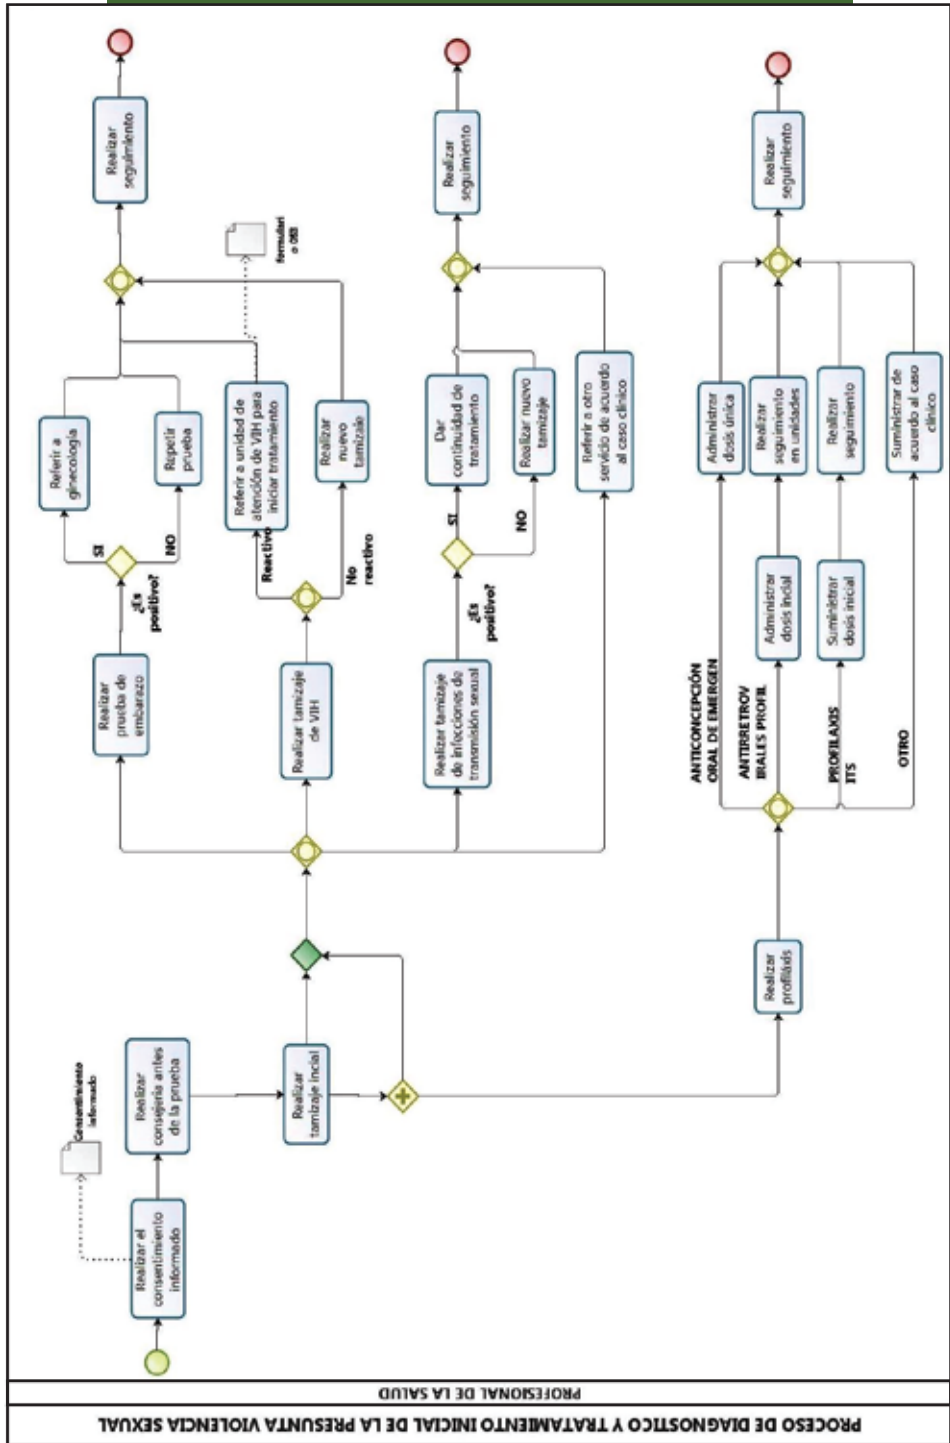 PROCESO DE DIAGNOSTICO Y TRATAMIENTO INICIAL DE LA PRESUNTA VIOLENCIA SEXUAL
PROFESIONAL DE LA SALUD
Realizar el
consentimiento
informado
Consentimiento
informado
Realizar
consejería antes
de la prueba
Realizar
tamizaje incial
Realizar
prueba de
embarazo
¿Es
positivo?
SI
NO
Referir a
ginecología
Repetir
prueba
Realizar
seguimiento
Realizar tamizaje
de VIH
Reactivo
No
reactivo
Referir a unidad de
atención de VIH para
iniciar tratamiento
Realizar
nuevo
tamizaje
formulari
o 053
Realizar tamizaje
de infecciones de
transmisión sexual
¿Es
positivo?
SI
NO
Dar
continuidad de
tratamiento
Realizar nuevo
tamizaje
Referir a otro
servicio de acuerdo
al caso clínico
Realizar
seguimiento
Realizar
profilaxis
ANTICONCEPCIÓN
ORAL DE EMERGEN
ANTIRRETROV
IRALES PROFIL
PROFILAXIS
ITS
OTRO
Administrar
dosis incial
Suministrar
dosis inicial
Administrar
dosis única
Realizar
seguimiento
en unidades
Realizar
seguimiento
Suministrar de
acuerdo al caso
clínico
Realizar
seguimiento